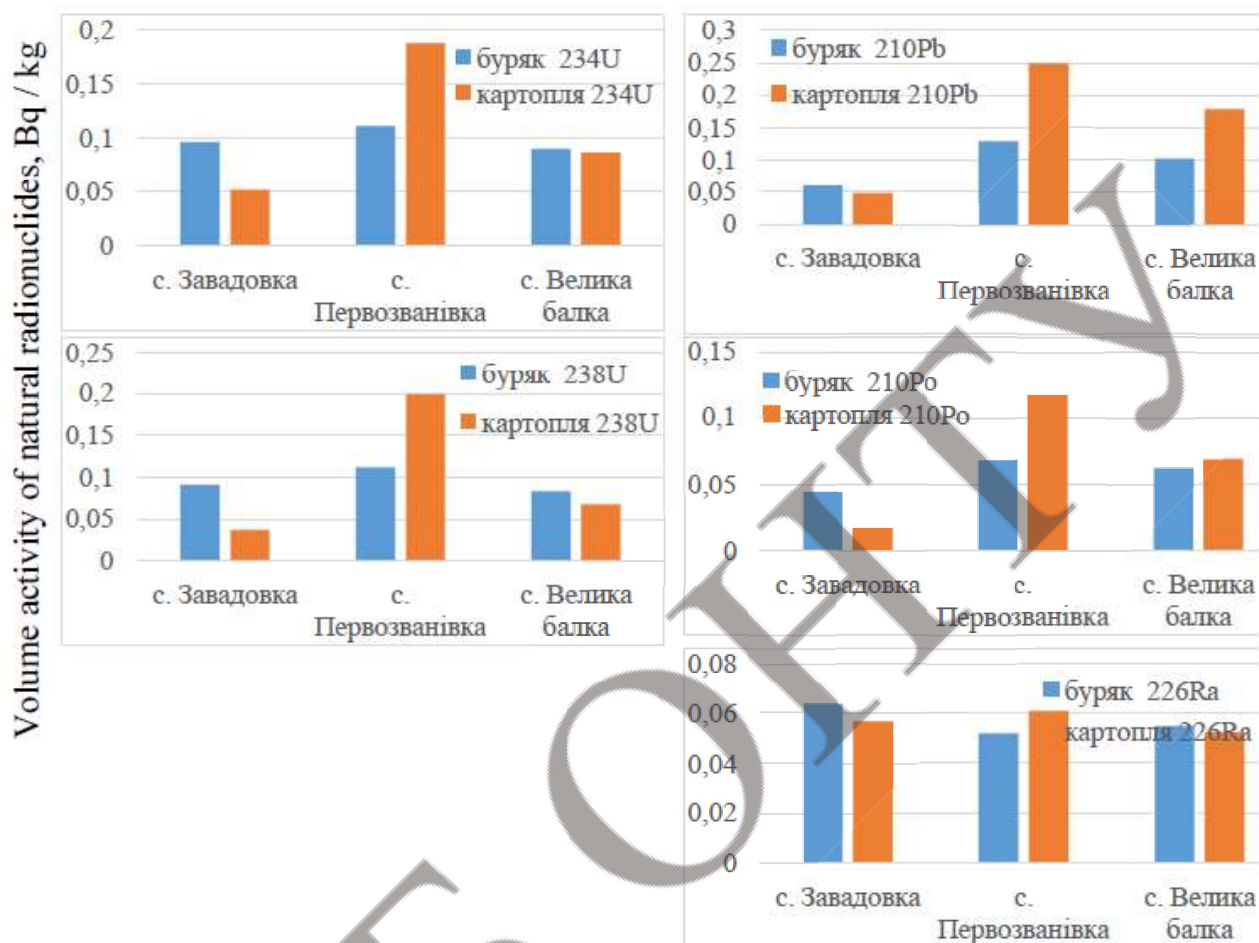 Volume activity of natural radionuclides, Bq / kg
0,2
0,15
0,1
0,05
0
буряк 234U
картопля 234U
с. Завадовка
с.
Первозванівка
с. Велика
балка
0,3
0,25
0,2
0,15
0,1
0,05
0
буряк 210Pb
картопля 210Pb
с. Завадовка
с.
Первозванівка
с. Велика
балка
0,25
0,2
0,15
0,1
0,05
0
буряк 238U
картопля 238U
с. Завадовка
с.
Первозванівка
с. Велика
балка
0,15
0,1
0,05
0
буряк 210Po
картопля 210Po
с. Завадовка
с.
Первозванівка
с. Велика
балка
0,08
0,06
0,04
0,02
0
буряк 226Ra
картопля 226Ra
с. Завадовка
с.
Первозванівка
с. Велика
балка
ОНТУ